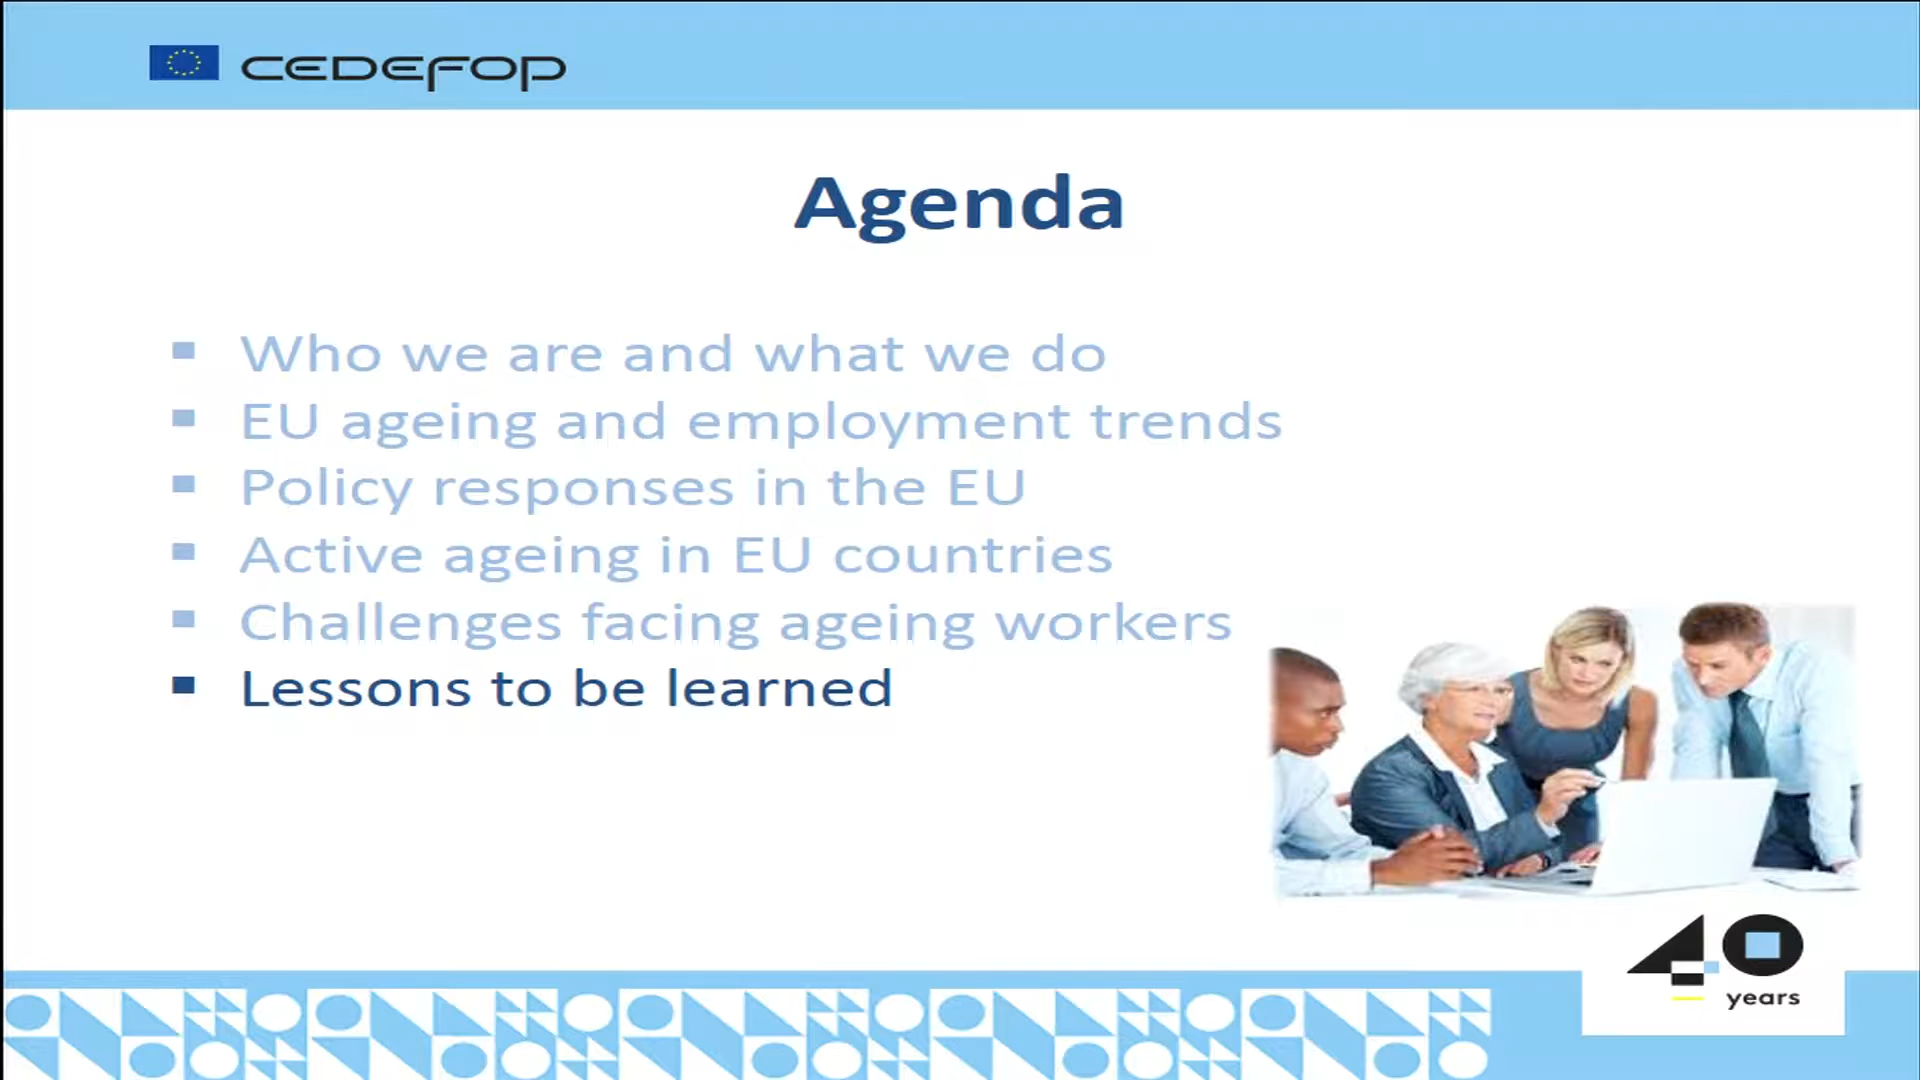 CEDEFOP
Agenda
Who we are and what we do
EU ageing and employment trends
Policy responses in the EU
Active ageing in EU countries
Challenges facing ageing workers
Lessons to be learned
40
years